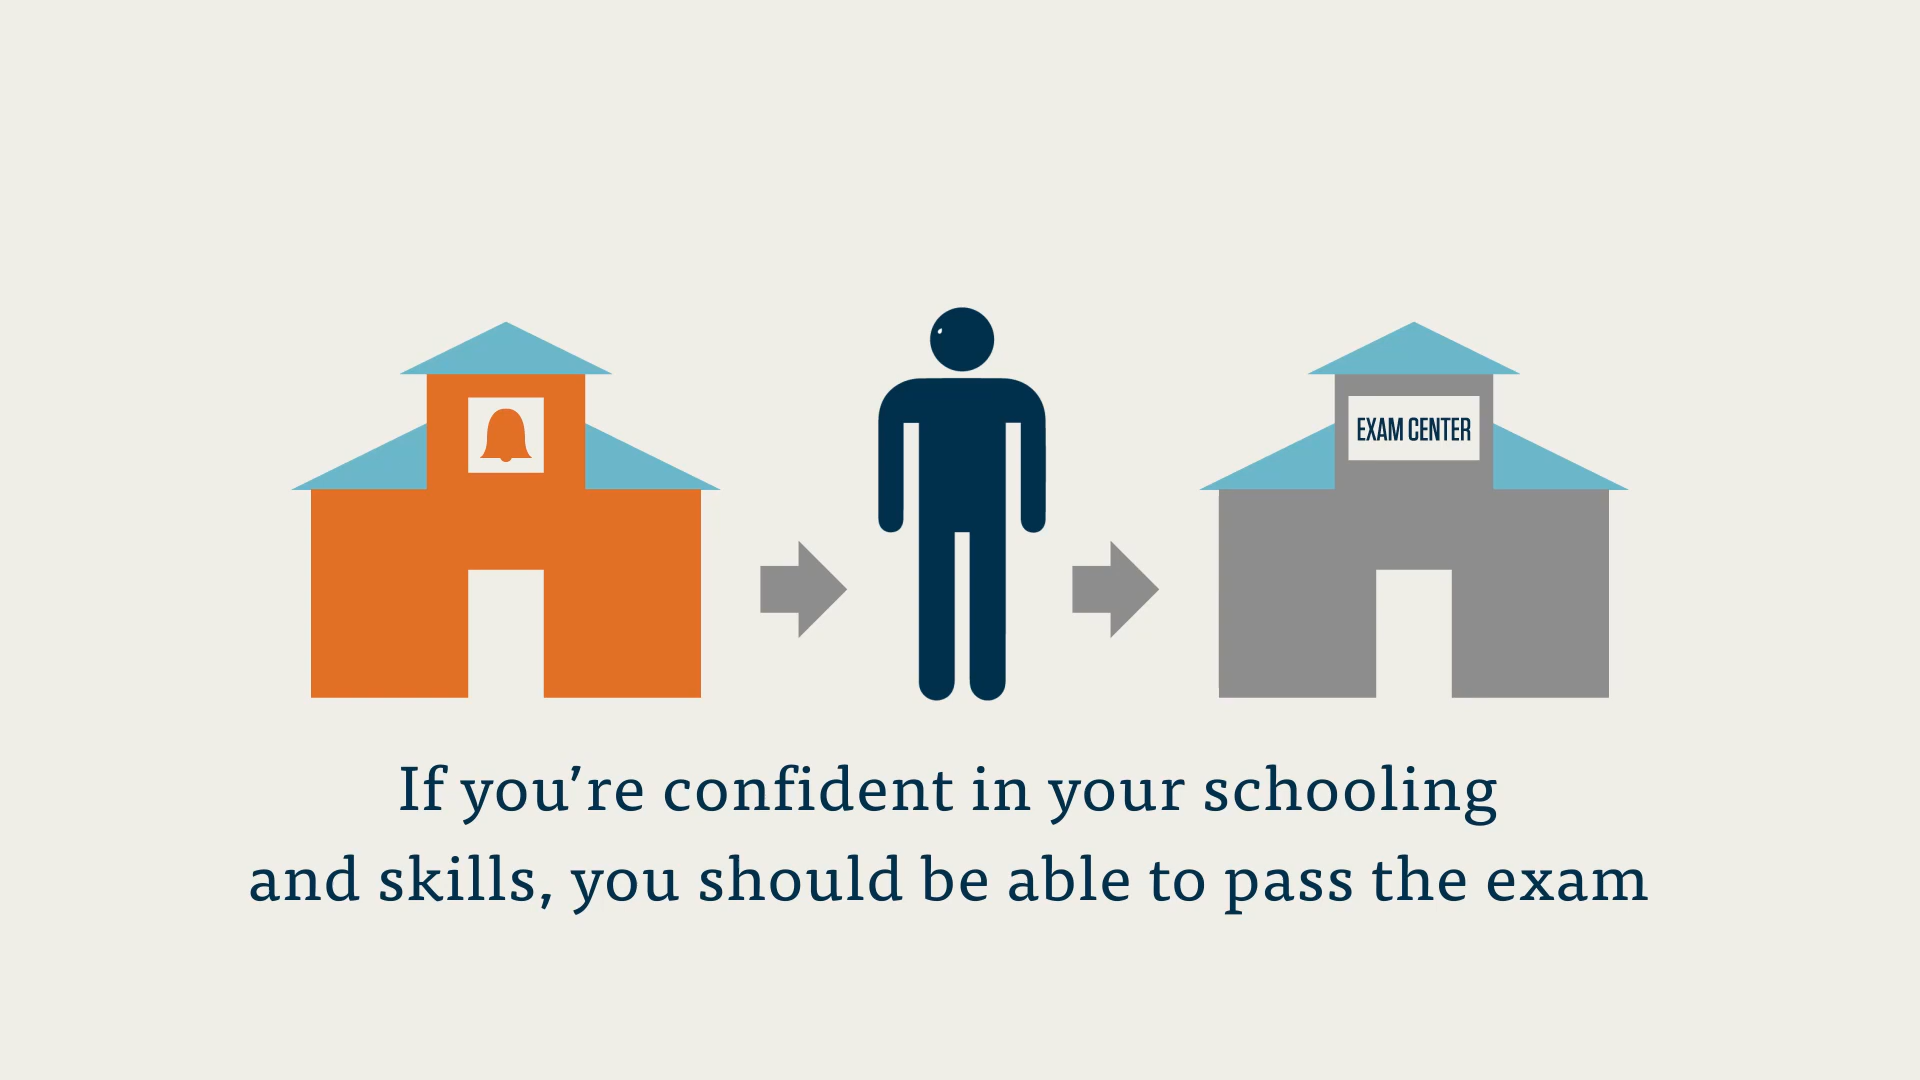 EXAM CENTER
If you’re confident in your schooling
and skills, you should be able to pass the exam